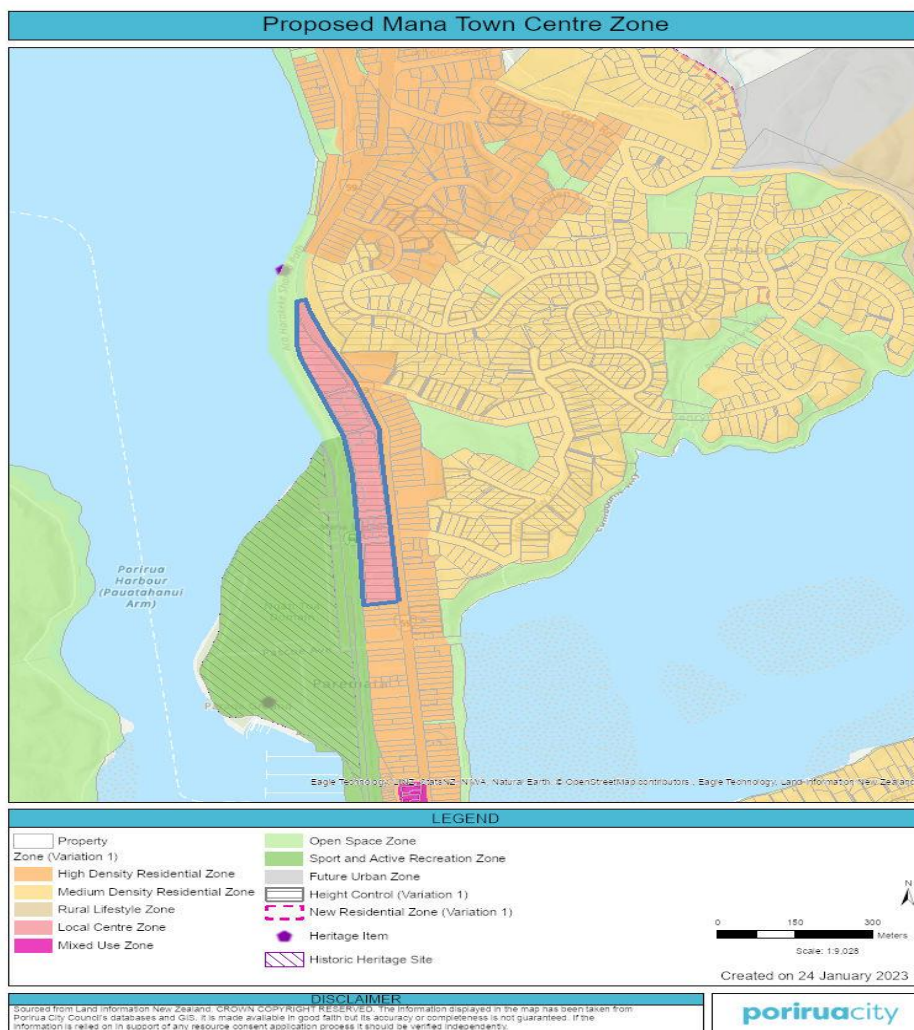 Proposed Mana Town Centre Zone
Porirua
Harbour
(Pauatahanui
Arm)
Ngati Toa
Domain
Pascoe Ave
Paremata
Eagle Technology, LINZ, StatsNZ, NIWA, Natural Earth, © OpenStreetMap contributors., Eagle Technology, Land Information New Zealand
LEGEND
Property
Zone (Variation 1)
High Density Residential Zone
Medium Density Residential Zone
Rural Lifestyle Zone
Local Centre Zone
Mixed Use Zone
Open Space Zone
Sport and Active Recreation Zone
Future Urban Zone
Height Control (Variation 1)
New Residential Zone (Variation 1)
Heritage Item
Historic Heritage Site
N
0 150 300
Meters
Scale: 1:9,028
Created on 24 January 2023
DISCLAIMER
Sourced from Land Information New Zealand. CROWN COPYRIGHT RESERVED. The information displayed in the map has been taken from
Porirua City Council's databases and GIS. It is made available in good faith but its accuracy or completeness is not guaranteed. If the
information is relied on in support of any resource consent application process it should be verified independently.
poriruacity